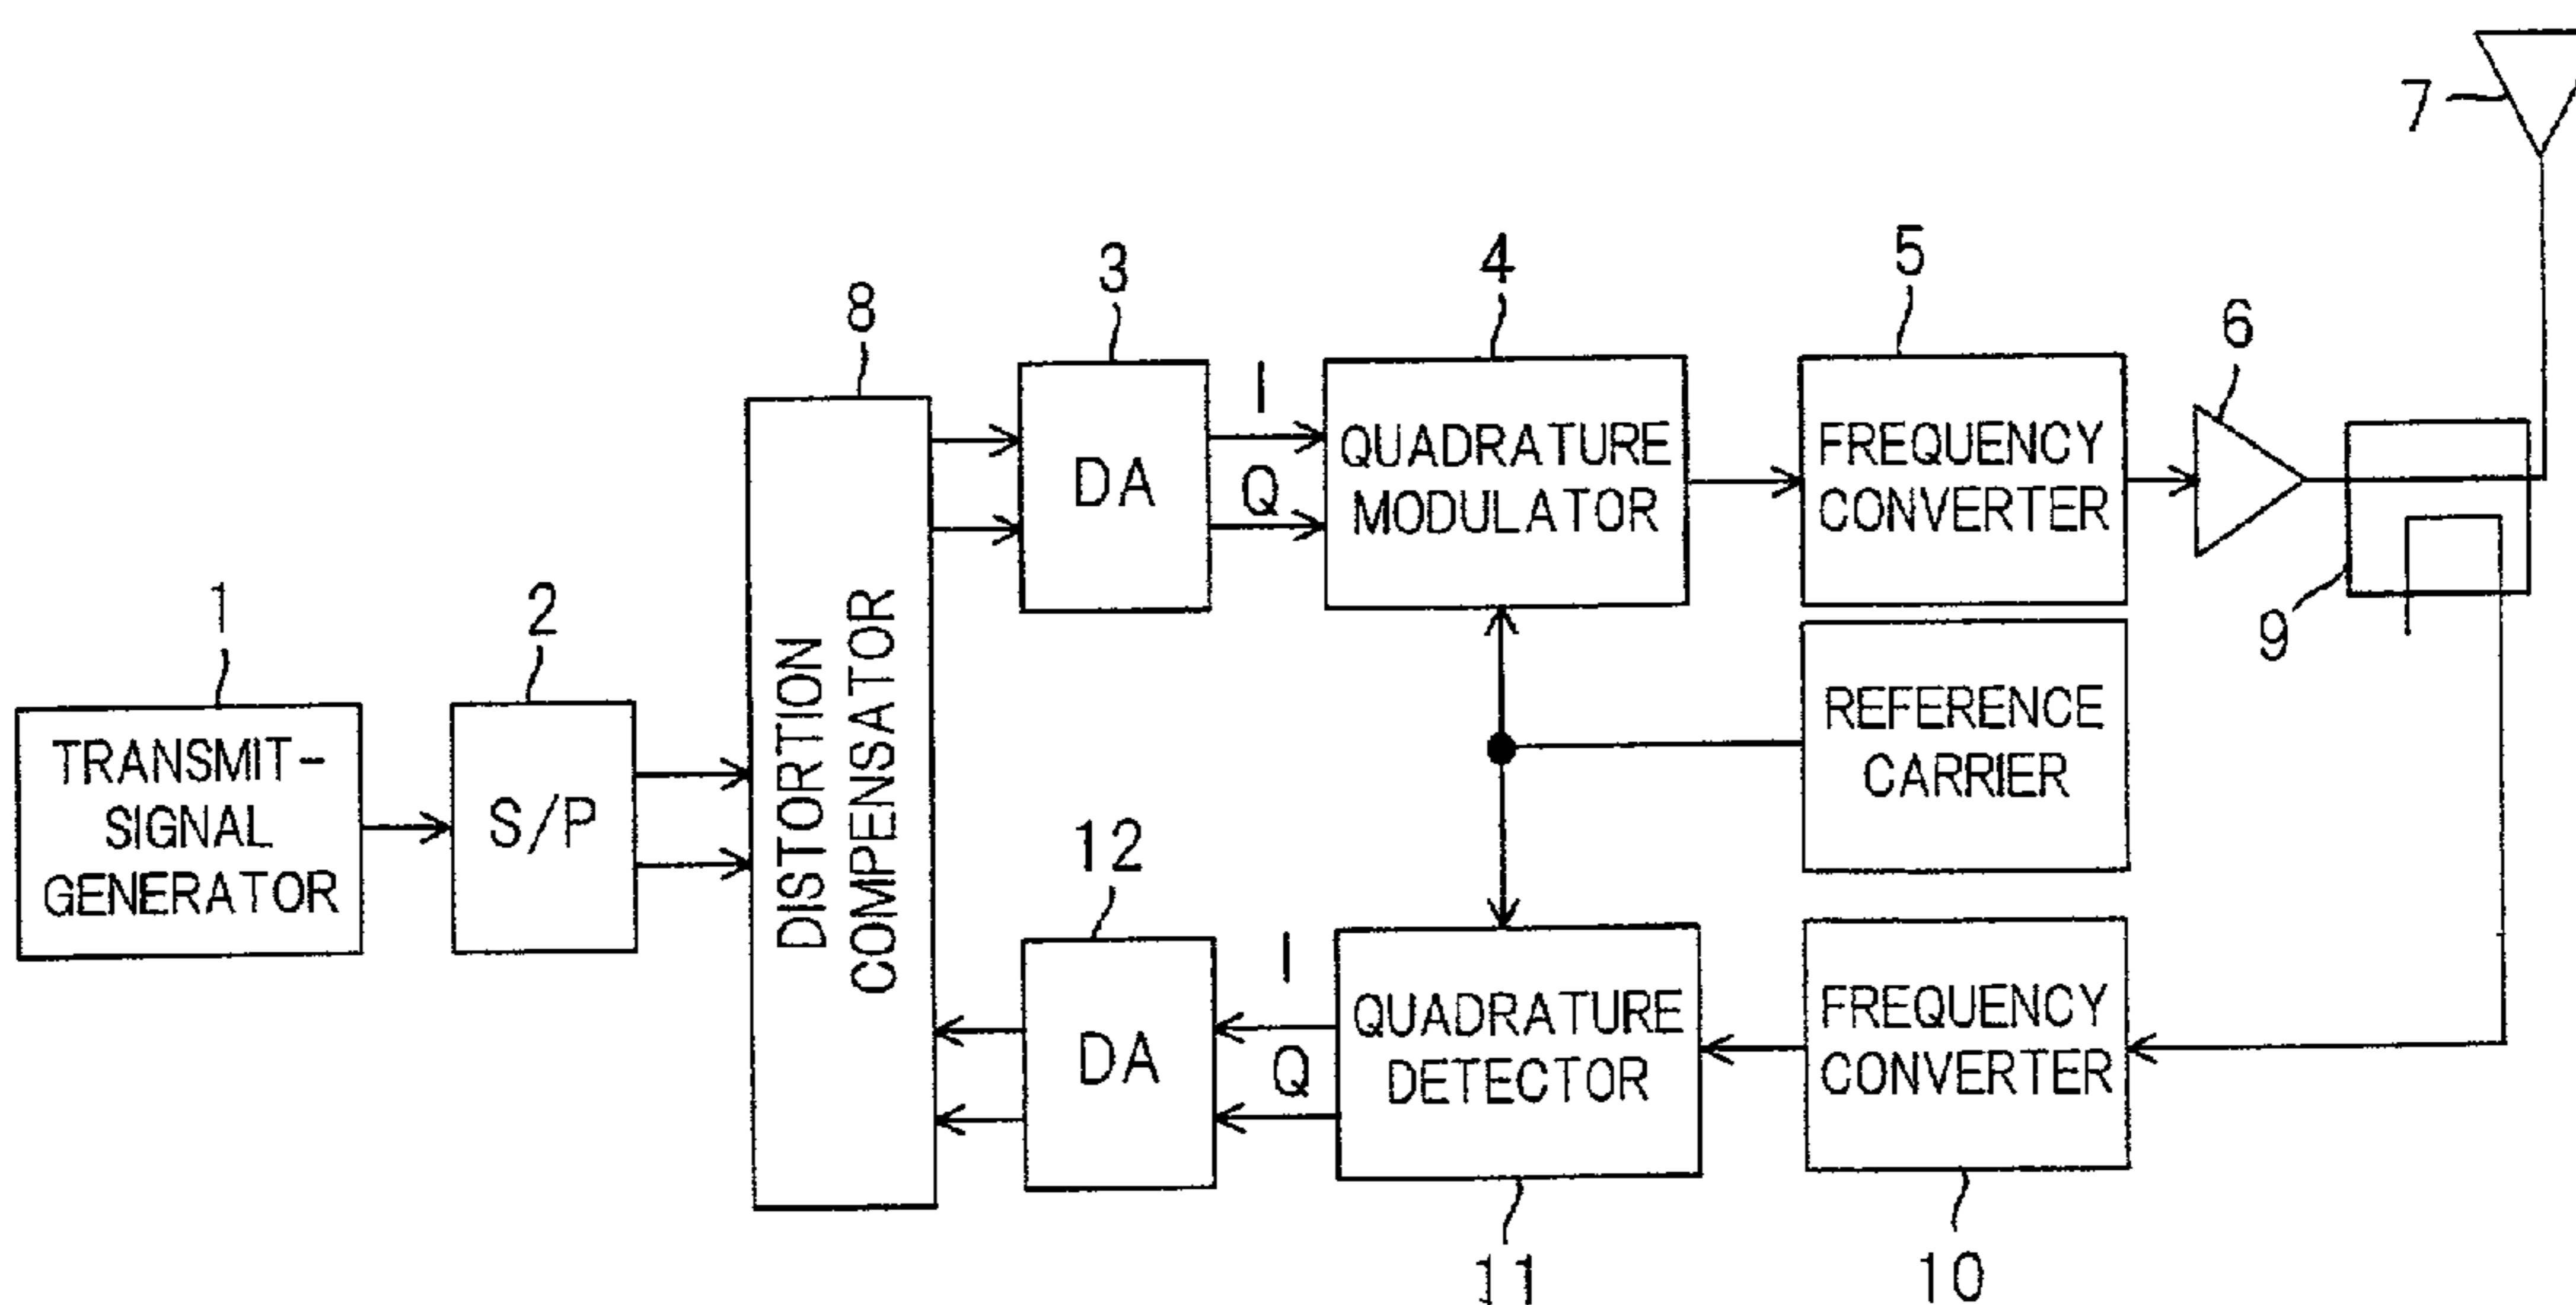 7
5
4
3
6
8
I
QUADRATURE
MODULATOR
FREQUENCY
CONVERTER
DA
Q
1
2
9
DISTORTION
COMPENSATOR
REFERENCE
CARRIER
TRANSMIT-
SIGNAL
GENERATOR
S/P
12
I
QUADRATURE
DETECTOR
FREQUENCY
CONVERTER
DA
Q
11
10